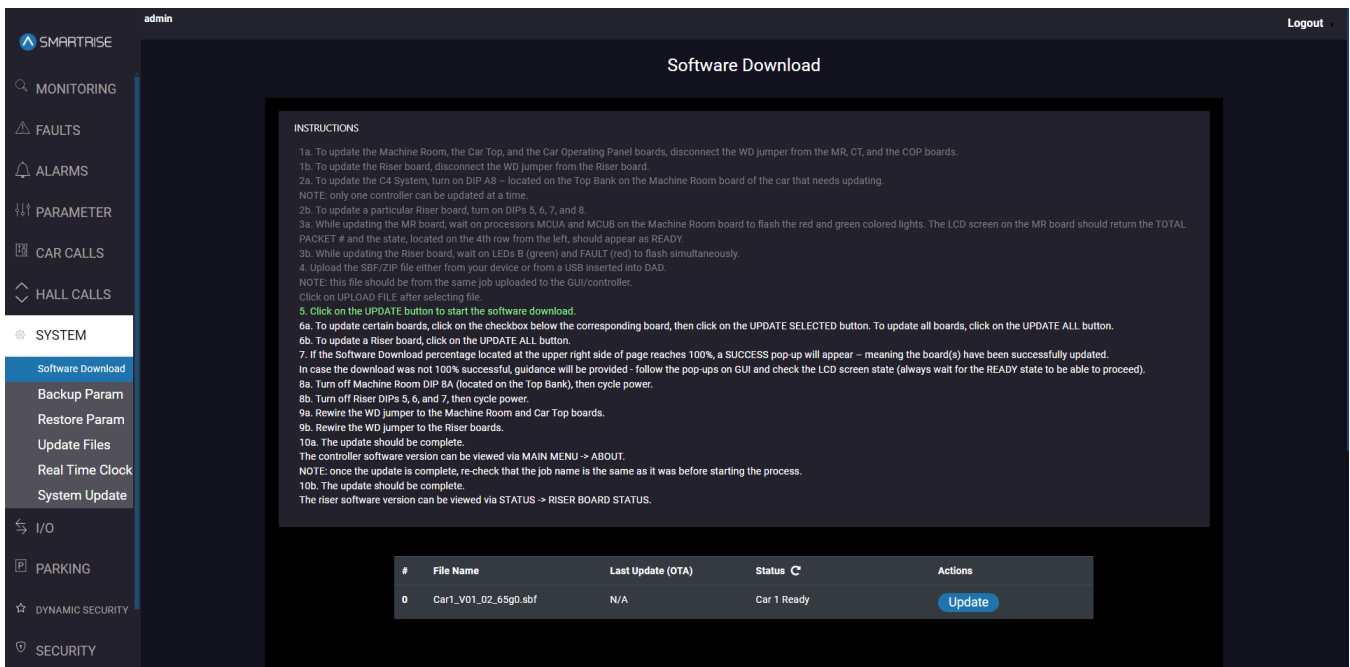 admin
Logout
SMARTRISE
MONITORING
FAULTS
ALARMS
PARAMETER
CAR CALLS
HALL CALLS
SYSTEM
Software Download
Backup Param
Restore Param
Update Files
Real Time Clock
System Update
I/O
PARKING
DYNAMIC SECURITY
SECURITY
Software Download
INSTRUCTIONS
1a. To update the Machine Room, the Car Top, and the Car Operating Panel boards, disconnect the WD jumper from the MR, CT, and the COP boards.
1b. To update the Riser board, disconnect the WD jumper from the Riser board.
2a. To update the C4 System, turn on DIP A8 – located on the Top Bank on the Machine Room board of the car that needs updating.
NOTE: only one controller can be updated at a time.
2b. To update a particular Riser board, turn on DIPs 5, 6, 7, and 8.
3a. While updating the MR board, wait on processors MCUA and MCUB on the Machine Room board to flash the red and green colored lights. The LCD screen on the MR board should return the TOTAL
PACKET # and the state, located on the 4th row from the left, should appear as READY.
3b. While updating the Riser board, wait on LEDs B (green) and FAULT (red) to flash simultaneously.
4. Upload the SBF/ZIP file either from your device or from a USB inserted into DAD.
NOTE: this file should be from the same job uploaded to the GUI/controller.
Click on UPLOAD FILE after selecting file.
5. Click on the UPDATE button to start the software download.
6a. To update certain boards, click on the checkbox below the corresponding board, then click on the UPDATE SELECTED button. To update all boards, click on the UPDATE ALL button.
6b. To update a Riser board, click on the UPDATE ALL button.
7. If the Software Download percentage located at the upper right side of page reaches 100%, a SUCCESS pop-up will appear – meaning the board(s) have been successfully updated.
In case the download was not 100% successful, guidance will be provided - follow the pop-ups on GUI and check the LCD screen state (always wait for the READY state to be able to proceed).
8a. Turn off Machine Room DIP 8A (located on the Top Bank), then cycle power.
8b. Turn off Riser DIPs 5, 6, and 7, then cycle power.
9a. Rewire the WD jumper to the Machine Room and Car Top boards.
9b. Rewire the WD jumper to the Riser boards.
10a. The update should be complete.
The controller software version can be viewed via MAIN MENU -> ABOUT.
NOTE: once the update is complete, re-check that the job name is the same as it was before starting the process.
10b. The update should be complete.
The riser software version can be viewed via STATUS -> RISER BOARD STATUS.
# File Name Last Update (OTA) Status Actions
0 Car1_V01_02_65g0.sbf N/A Car 1 Ready Update